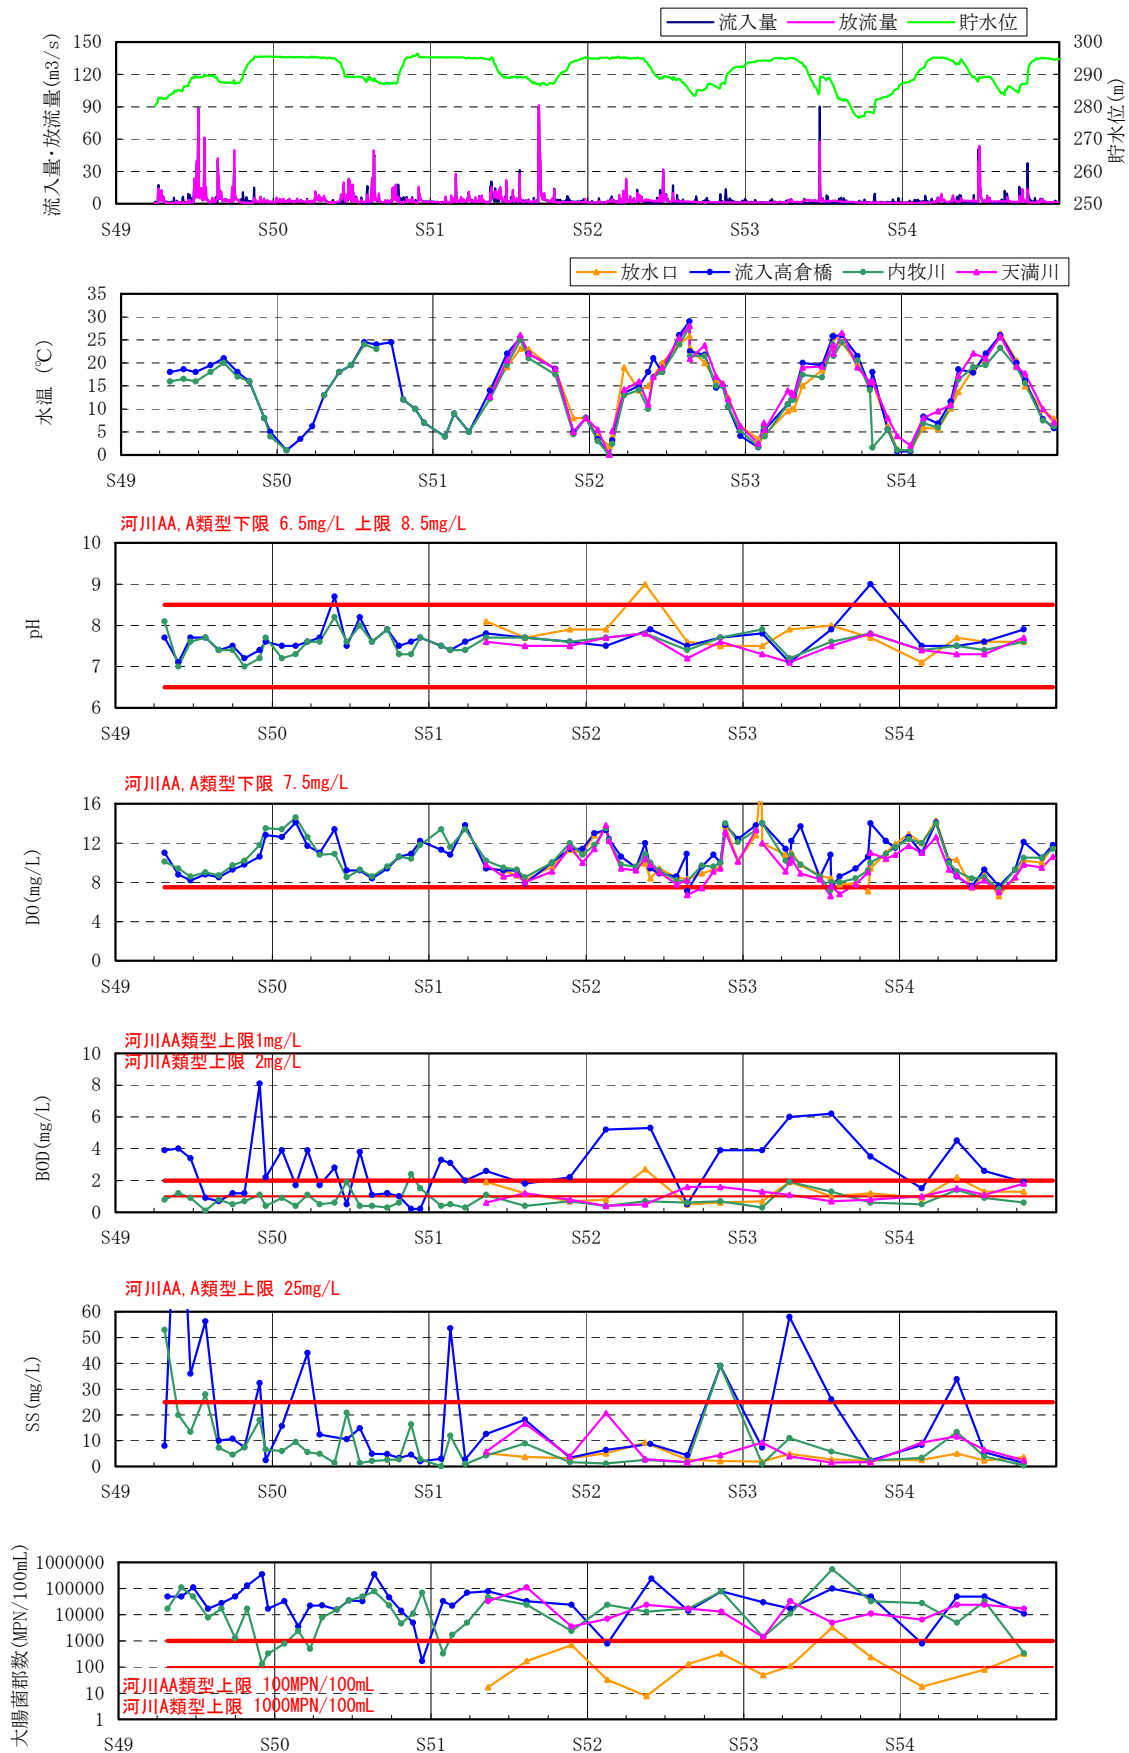 流入量 放流量 貯水位
流入量・放流量(m3/s)
150
120
90
60
30
0
300
290
280
270
260
250
貯水位(m)
S49 S50 S51 S52 S53 S54
放水口 流入高倉橋 内牧川 天満川
水温 (℃)
35
30
25
20
15
10
5
0
S49 S50 S51 S52 S53 S54
河川AA,A類型下限 6.5mg/L 上限 8.5mg/L
pH
10
9
8
7
6
S49 S50 S51 S52 S53 S54
河川AA,A類型下限 7.5mg/L
DO(mg/L)
16
12
8
4
0
S49 S50 S51 S52 S53 S54
河川AA類型上限1mg/L
河川A類型上限 2mg/L
BOD(mg/L)
10
8
6
4
2
0
S49 S50 S51 S52 S53 S54
河川AA,A類型上限 25mg/L
SS(mg/L)
60
50
40
30
20
10
0
S49 S50 S51 S52 S53 S54
大腸菌郡数(MPN/100mL)
1000000
100000
10000
1000
100
10
1
河川AA類型上限 100MPN/100mL
河川A類型上限 1000MPN/100mL
S49 S50 S51 S52 S53 S54